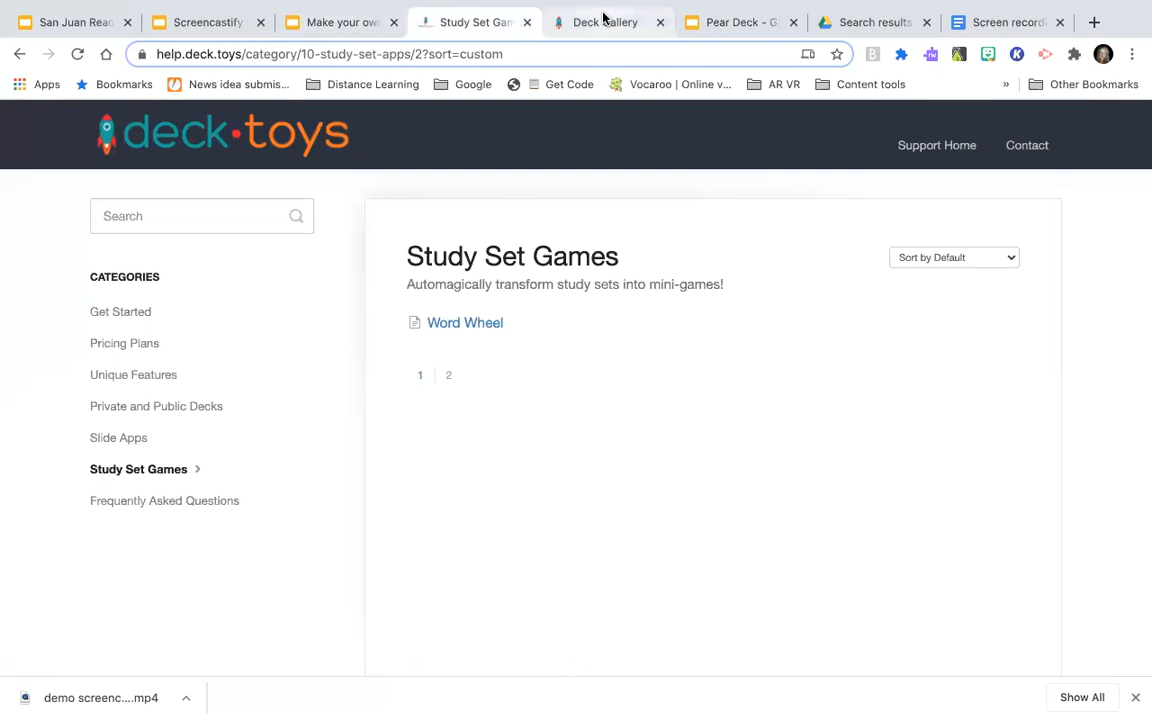 San Juan Reac
Screencastify
Make your own
Study Set Gam
Deck Gallery
Pear Deck - G
Search results
Screen recordi
help.deck.toys/category/10-study-set-apps/2?sort=custom
Apps
Bookmarks
News idea submis...
Distance Learning
Google
Get Code
Vocaroo | Online v...
AR VR
Content tools
»
Other Bookmarks
deck•toys
Support Home
Contact
Search
CATEGORIES
Get Started
Pricing Plans
Unique Features
Private and Public Decks
Slide Apps
Study Set Games
Frequently Asked Questions
Study Set Games
Sort by Default
Automagically transform study sets into mini-games!
Word Wheel
1 2
demo screenc....mp4
Show All